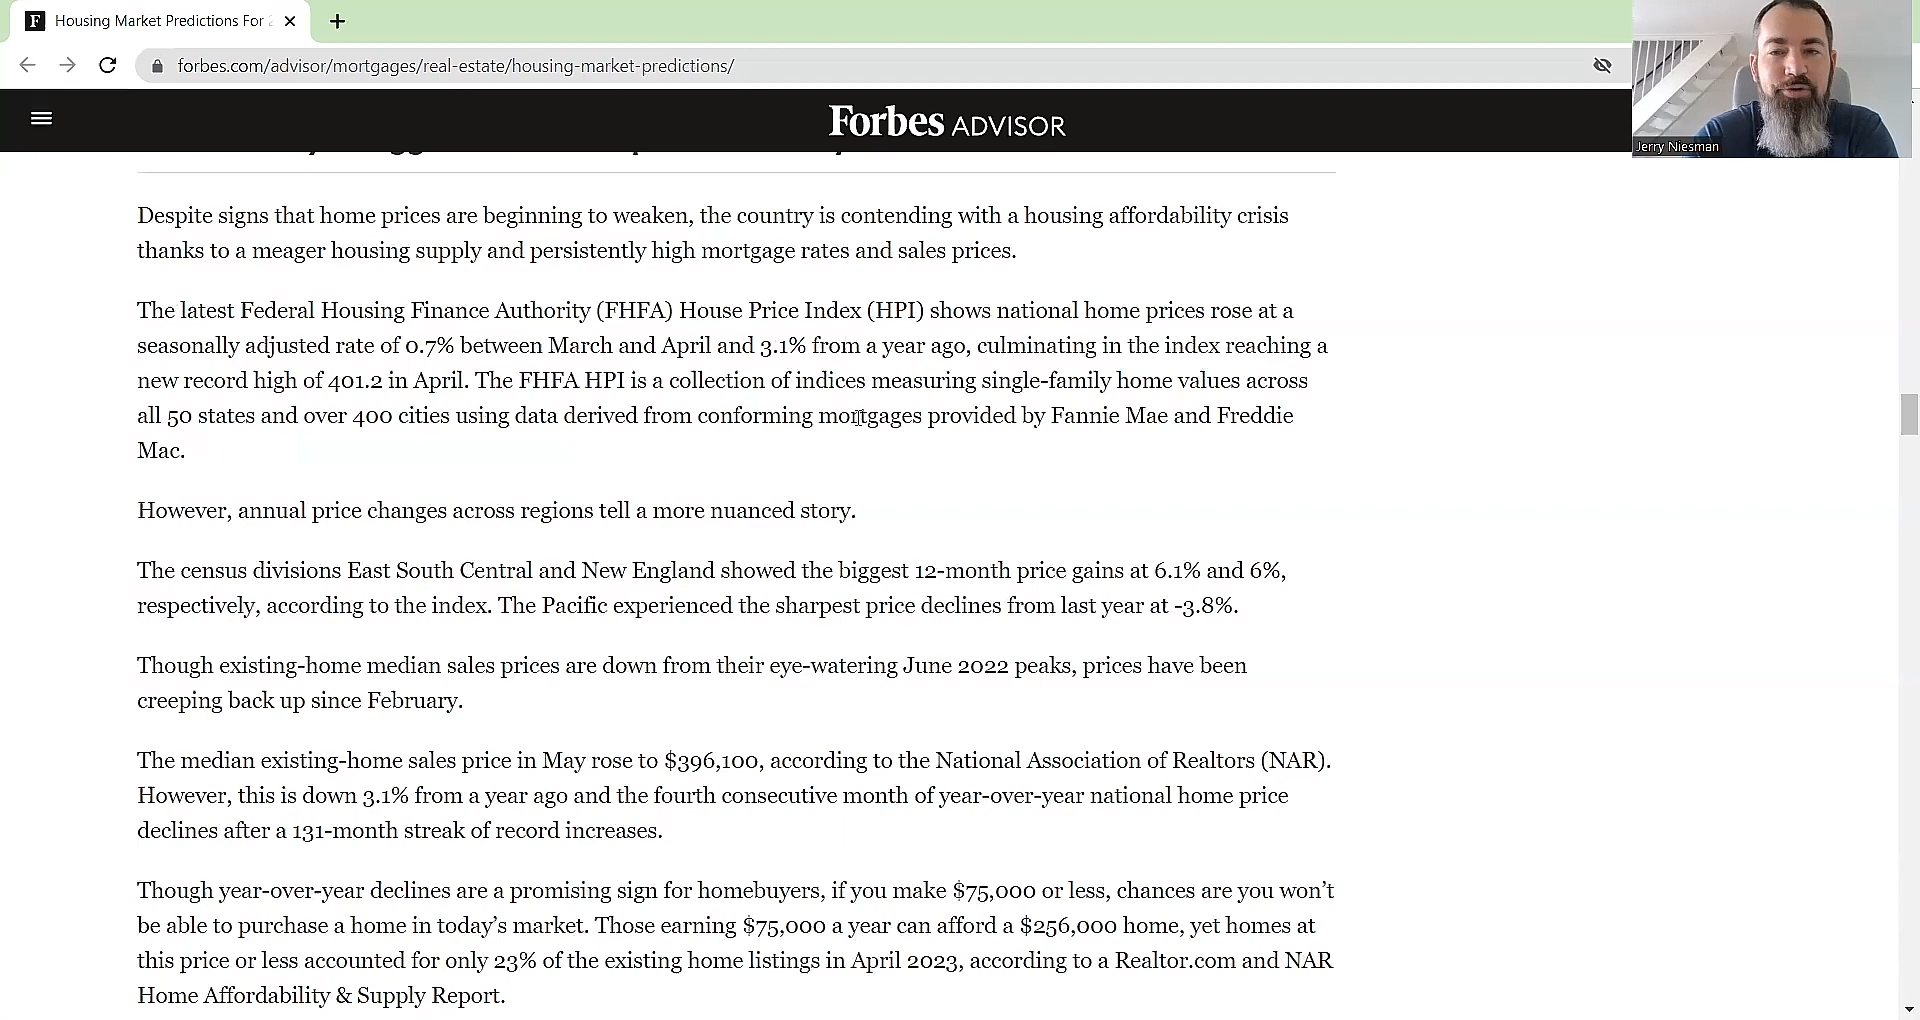 Housing Market Predictions For
forbes.com/advisor/mortgages/real-estate/housing-market-predictions/
Forbes ADVISOR
Jerry Niesman
Despite signs that home prices are beginning to weaken, the country is contending with a housing affordability crisis
thanks to a meager housing supply and persistently high mortgage rates and sales prices.
The latest Federal Housing Finance Authority (FHFA) House Price Index (HPI) shows national home prices rose at a
seasonally adjusted rate of 0.7% between March and April and 3.1% from a year ago, culminating in the index reaching a
new record high of 401.2 in April. The FHFA HPI is a collection of indices measuring single-family home values across
all 50 states and over 400 cities using data derived from conforming mortgages provided by Fannie Mae and Freddie
Mac.
However, annual price changes across regions tell a more nuanced story.
The census divisions East South Central and New England showed the biggest 12-month price gains at 6.1% and 6%,
respectively, according to the index. The Pacific experienced the sharpest price declines from last year at -3.8%.
Though existing-home median sales prices are down from their eye-watering June 2022 peaks, prices have been
creeping back up since February.
The median existing-home sales price in May rose to $396,100, according to the National Association of Realtors (NAR).
However, this is down 3.1% from a year ago and the fourth consecutive month of year-over-year national home price
declines after a 131-month streak of record increases.
Though year-over-year declines are a promising sign for homebuyers, if you make $75,000 or less, chances are you won’t
be able to purchase a home in today’s market. Those earning $75,000 a year can afford a $256,000 home, yet homes at
this price or less accounted for only 23% of the existing home listings in April 2023, according to a Realtor.com and NAR
Home Affordability & Supply Report.